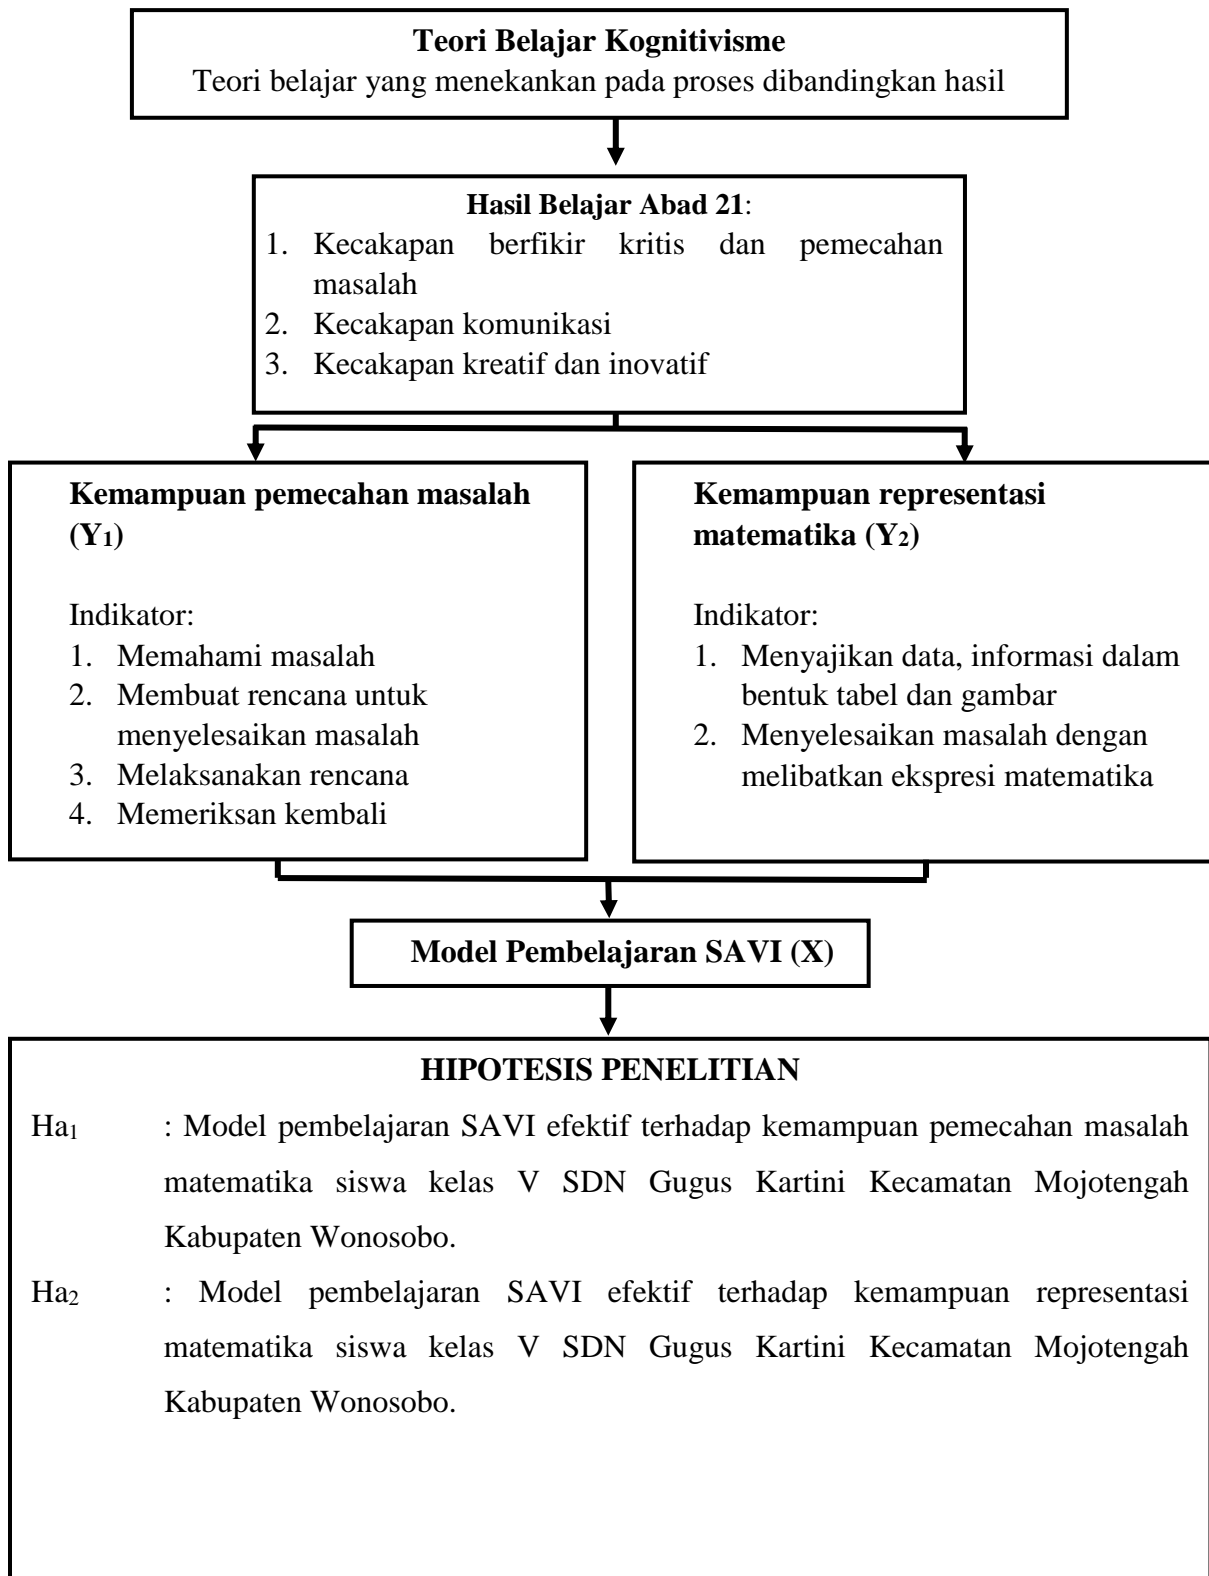 Teori Belajar Kognitivisme
Teori belajar yang menekankan pada proses dibandingkan hasil
Hasil Belajar Abad 21:
1. Kecakapan berfikir kritis dan pemecahan
masalah
2. Kecakapan komunikasi
3. Kecakapan kreatif dan inovatif
Kemampuan pemecahan masalah
(Y₁)
Indikator:
1. Memahami masalah
2. Membuat rencana untuk
menyelesaikan masalah
3. Melaksanakan rencana
4. Memeriksan kembali
Kemampuan representasi
matematika (Y₂)
Indikator:
1. Menyajikan data, informasi dalam
bentuk tabel dan gambar
2. Menyelesaikan masalah dengan
melibatkan ekspresi matematika
Model Pembelajaran SAVI (X)
HIPOTESIS PENELITIAN
Ha₁ : Model pembelajaran SAVI efektif terhadap kemampuan pemecahan masalah
matematika siswa kelas V SDN Gugus Kartini Kecamatan Mojotengah
Kabupaten Wonosobo.
Ha₂ : Model pembelajaran SAVI efektif terhadap kemampuan representasi
matematika siswa kelas V SDN Gugus Kartini Kecamatan Mojotengah
Kabupaten Wonosobo.